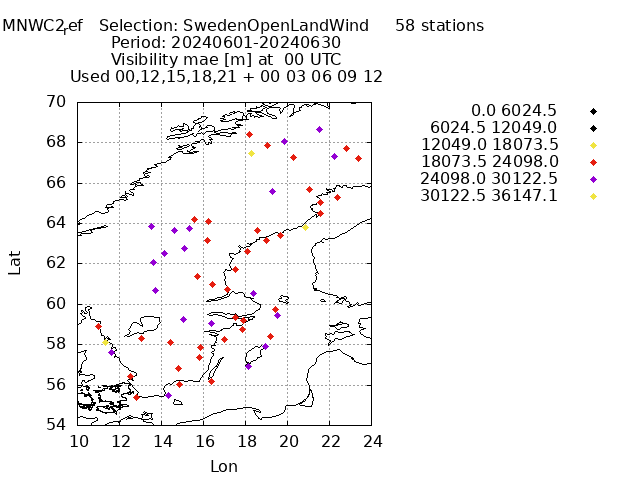 MNWC2ref Selection: SwedenOpenLandWind 58 stations
Period: 20240601-20240630
Visibility mae [m] at 00 UTC
Used 00,12,15,18,21 + 00 03 06 09 12
70
68
66
64
62
60
58
56
54
10 12 14 16 18 20 22 24
Lat
Lon
0.0 6024.5
6024.5 12049.0
12049.0 18073.5
18073.5 24098.0
24098.0 30122.5
30122.5 36147.1